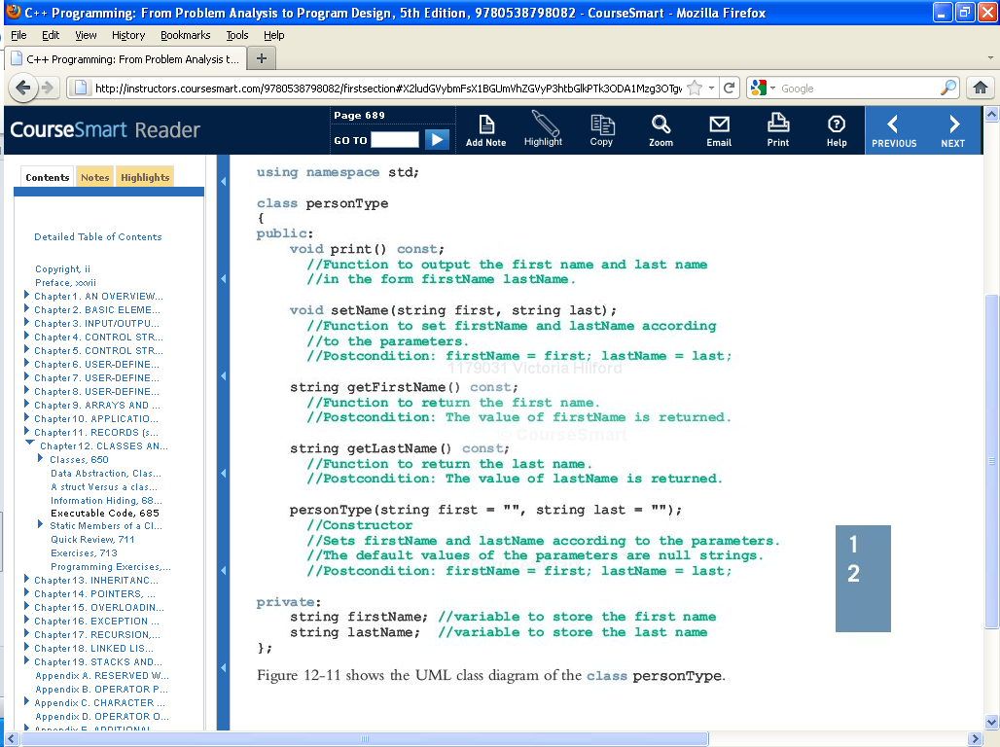 C++ Programming: From Problem Analysis to Program Design, 5th Edition, 9780538798082 - CourseSmart - Mozilla Firefox
File Edit View History Bookmarks Tools Help
C++ Programming: From Problem Analysis t...
Google
CourseSmart Reader
Page 689
GO TO
Add Note Highlight Copy Zoom Email Print Help PREVIOUS NEXT
Contents Notes Highlights
Detailed Table of Contents
Copyright, ii
Preface, xxvii
Chapter 1. AN OVERVIEW...
Chapter 2. BASIC ELEME...
Chapter 3. INPUT/OUTPU...
Chapter 4. CONTROL STR...
Chapter 5. CONTROL STR...
Chapter 6. USER-DEFINE...
Chapter 7. USER-DEFINE...
Chapter 8. USER-DEFINE...
Chapter 9. ARRAYS AND ...
Chapter 10. APPLICATIO...
Chapter 11. RECORDS (s...
Chapter 12. CLASSES AN...
Classes, 650
Data Abstraction, Clas...
A struct Versus a clas...
Information Hiding, 68...
Executable Code, 685
Static Members of a Cl...
Quick Review, 711
Exercises, 713
Programming Exercises,...
Chapter 13. INHERITANC...
Chapter 14. POINTERS, ...
Chapter 15. OVERLOADIN...
Chapter 16. EXCEPTION ...
Chapter 17. RECURSION,...
Chapter 18. LINKED LIS...
Chapter 19. STACKS AND...
Appendix A. RESERVED W...
Appendix B. OPERATOR P...
Appendix C. CHARACTER ...
Appendix D. OPERATOR O...
Appendix E. ADDITIONAL
using namespace std;
class personType
{
public:
void print() const;
//Function to output the first name and last name
//in the form firstName lastName.
void setName(string first, string last);
//Function to set firstName and lastName according
//to the parameters.
//Postcondition: firstName = first; lastName = last;
1179031 Victoria Hilford
string getFirstName() const;
//Function to return the first name.
//Postcondition: The value of firstName is returned.
© CourseSmart
string getLastName() const;
//Function to return the last name.
//Postcondition: The value of lastName is returned.
personType(string first = "", string last = "");
//Constructor
//Sets firstName and lastName according to the parameters.
//The default values of the parameters are null strings.
//Postcondition: firstName = first; lastName = last;
1
2
private:
string firstName; //variable to store the first name
string lastName; //variable to store the last name
};
Figure 12-11 shows the UML class diagram of the class personType.